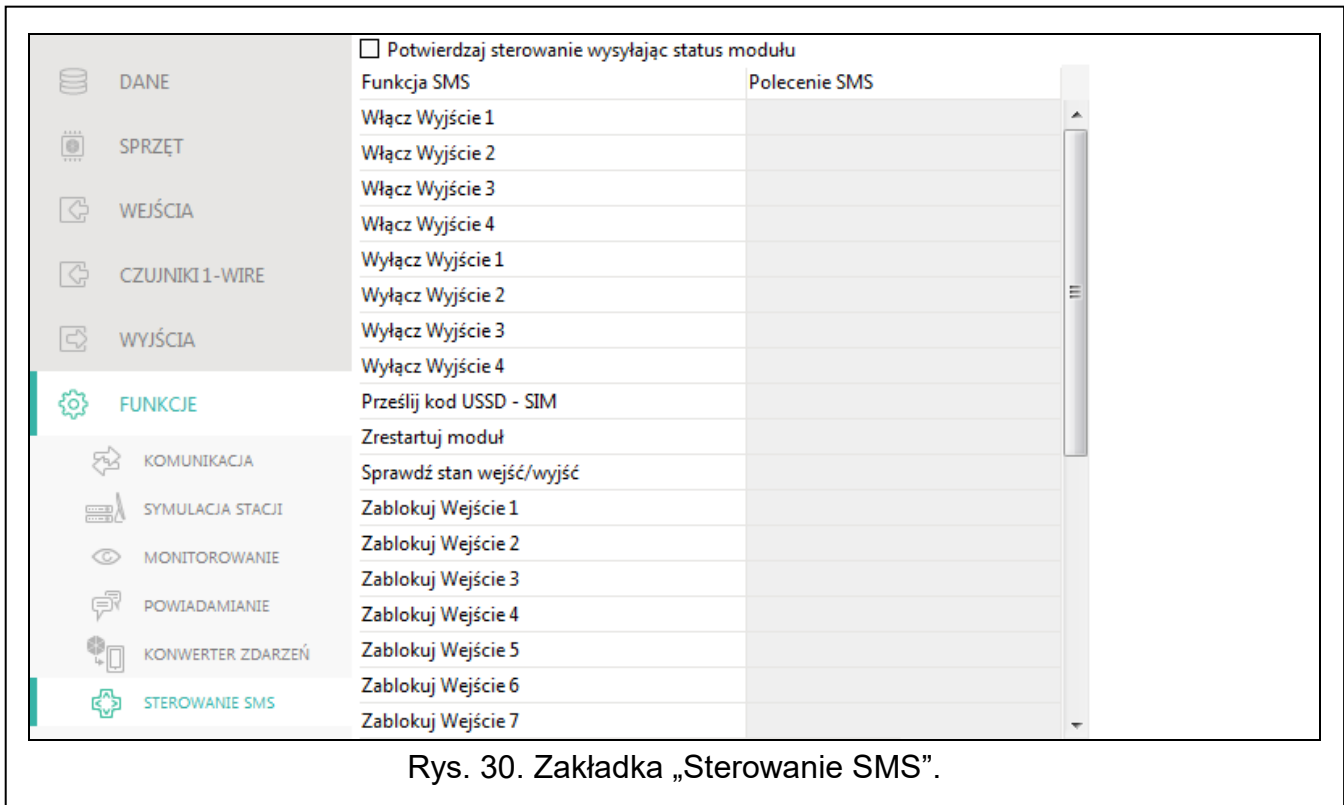 DANE
SPRZĘT
WEJŚCIA
CZUJNIKI 1-WIRE
WYJŚCIA
FUNKCJE
KOMUNIKACJA
SYMULACJA STACJI
MONITOROWANIE
POWIADAMIANIE
KONWERTER ZDARZEŃ
STEROWANIE SMS
Potwierdzaj sterowanie wysyłając status modułu
Funkcja SMS Polecenie SMS
Włącz Wyjście 1
Włącz Wyjście 2
Włącz Wyjście 3
Włącz Wyjście 4
Wyłącz Wyjście 1
Wyłącz Wyjście 2
Wyłącz Wyjście 3
Wyłącz Wyjście 4
Prześlij kod USSD - SIM
Zrestartuj moduł
Sprawdź stan wejść/wyjść
Zablokuj Wejście 1
Zablokuj Wejście 2
Zablokuj Wejście 3
Zablokuj Wejście 4
Zablokuj Wejście 5
Zablokuj Wejście 6
Zablokuj Wejście 7
Rys. 30. Zakładka „Sterowanie SMS”.